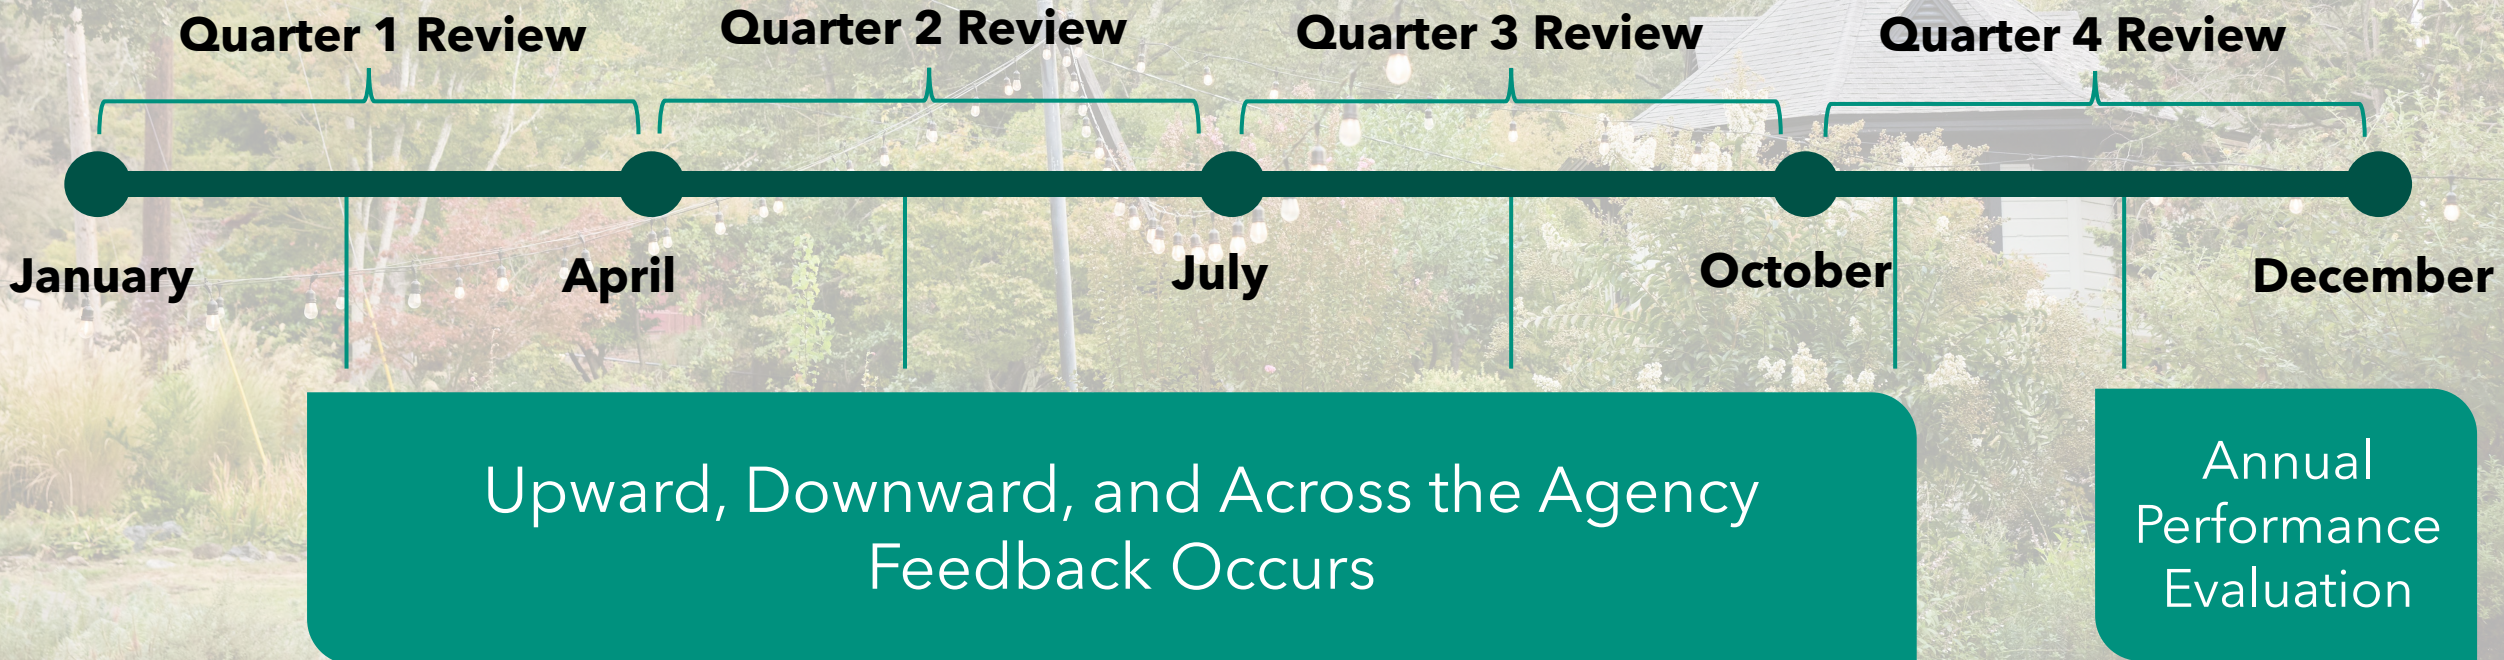 Quarter 1 Review
Quarter 2 Review
Quarter 3 Review
Quarter 4 Review
January
April
July
October
December
Upward, Downward, and Across the Agency
Feedback Occurs
Annual
Performance
Evaluation